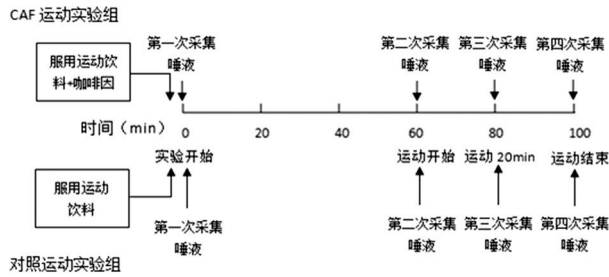 CAF 运动实验组
服用运动饮
料+咖啡因
第一次采集
唾液
第二次采集
唾液
第三次采集
唾液
第四次采集
唾液
时间（min）
0
20
40
60
80
100
实验开始
运动开始
运动 20min
运动结束
服用运动
饮料
第一次采集
唾液
第二次采集
唾液
第三次采集
唾液
第四次采集
唾液
对照运动实验组